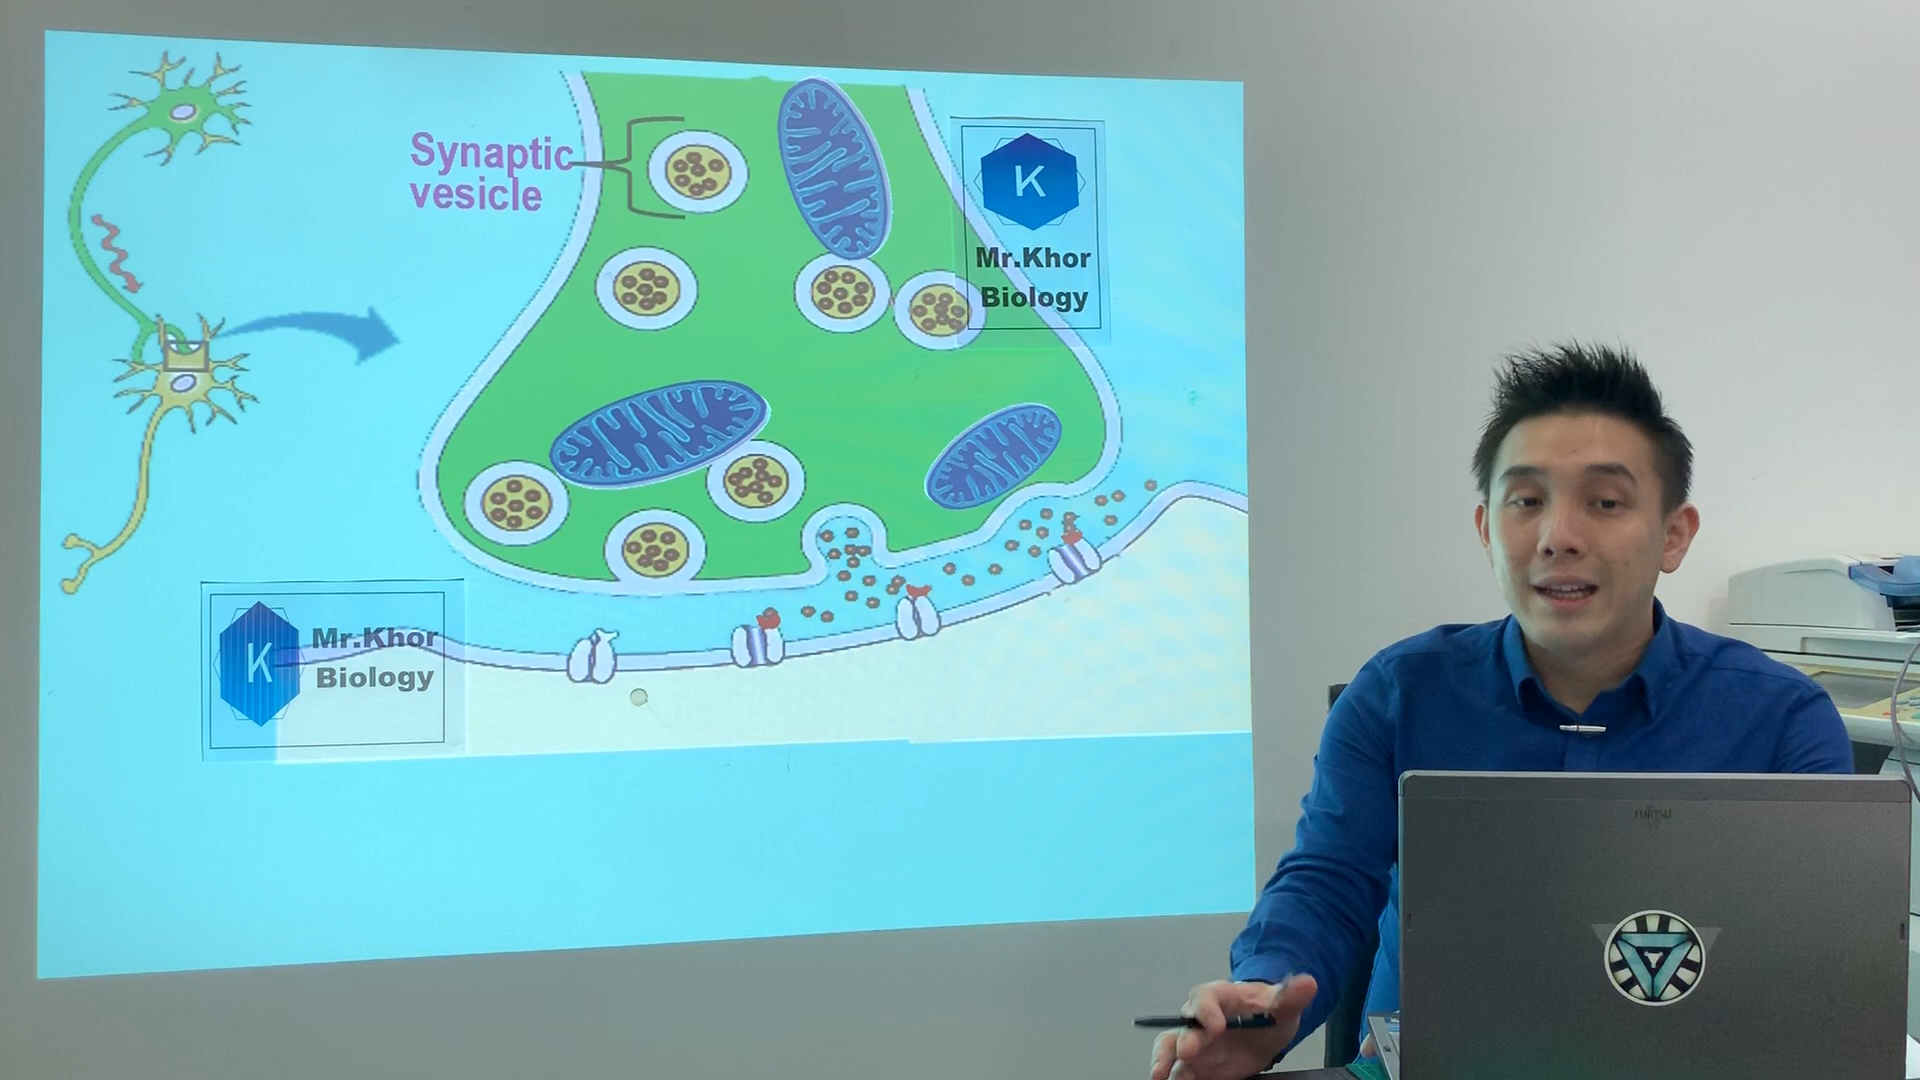 Synaptic
vesicle
K
Mr.Khor
Biology
K
Mr.Khor
Biology
FUJITSU